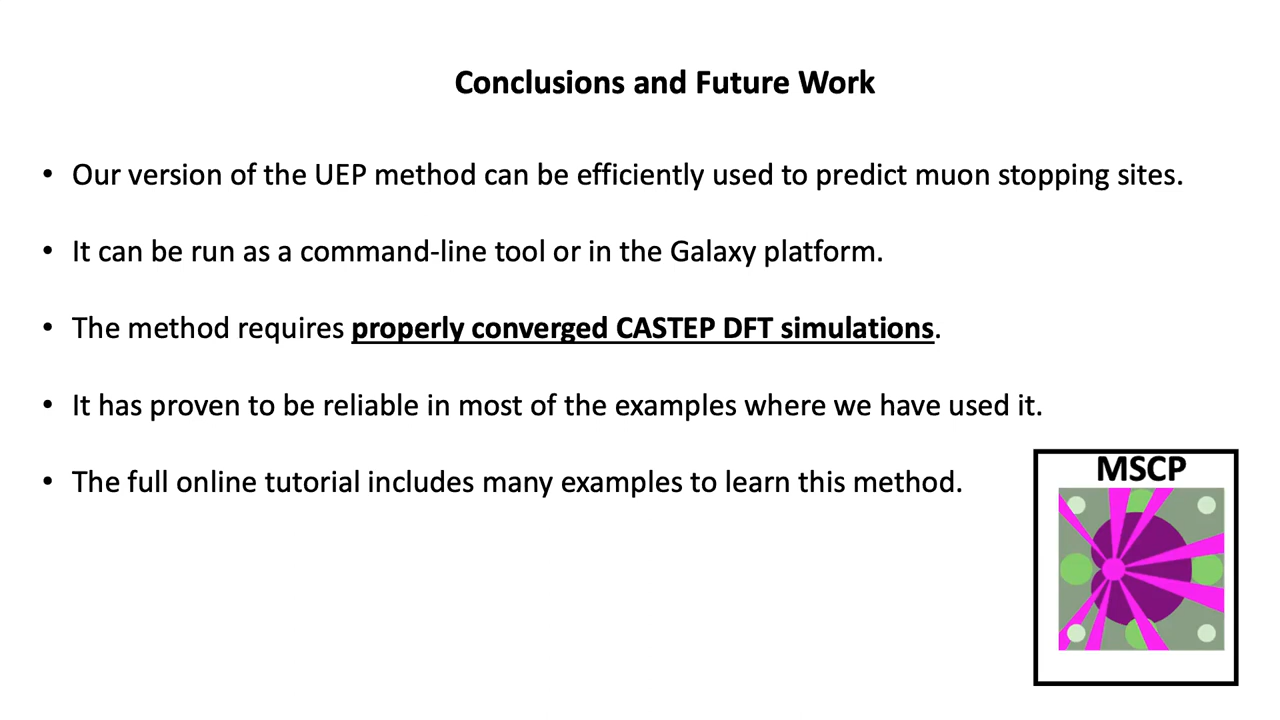 Conclusions and Future Work
• Our version of the UEP method can be efficiently used to predict muon stopping sites.
• It can be run as a command-line tool or in the Galaxy platform.
• The method requires properly converged CASTEP DFT simulations.
• It has proven to be reliable in most of the examples where we have used it.
• The full online tutorial includes many examples to learn this method.
MSCP